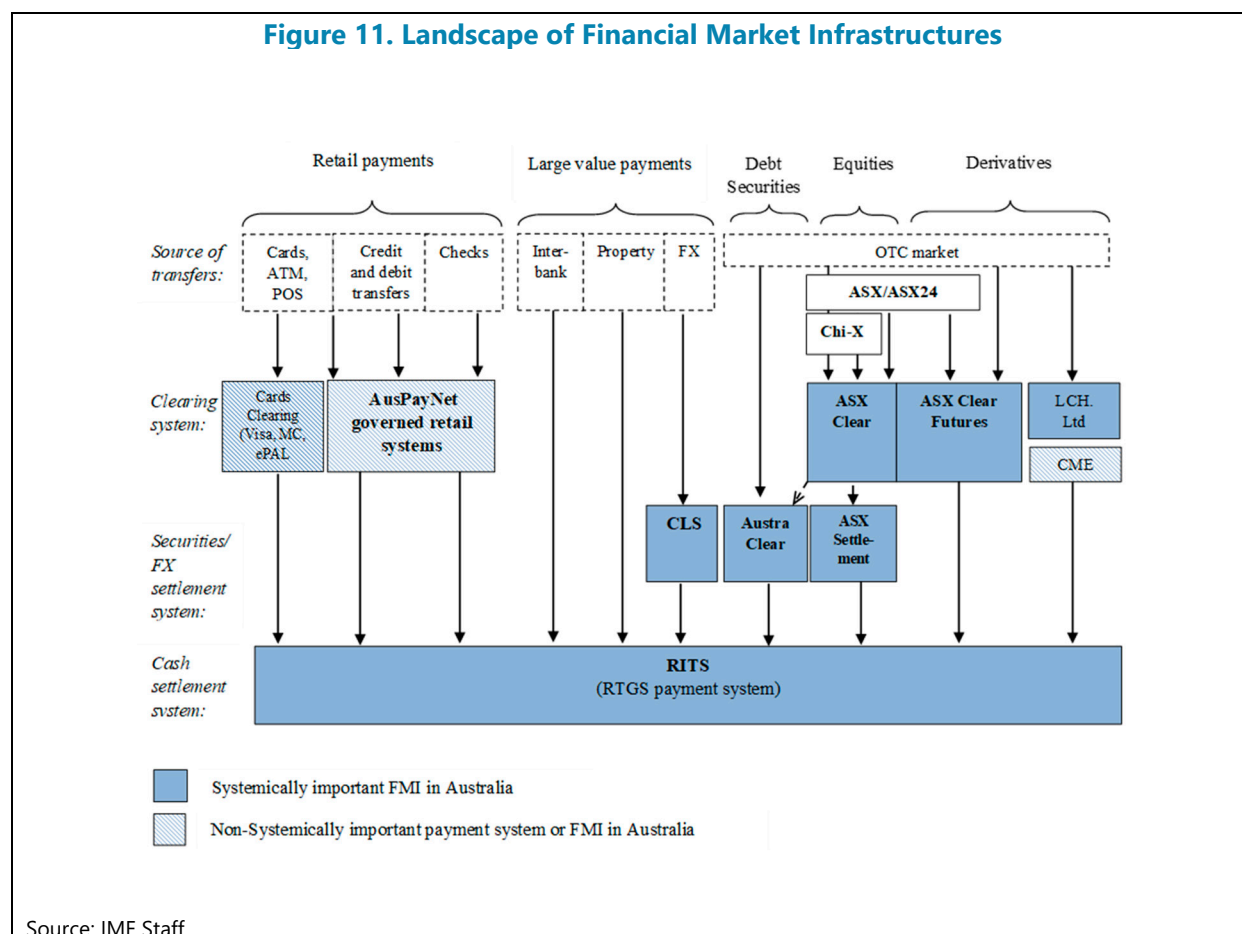 Figure 11. Landscape of Financial Market Infrastructures
Retail payments
Large value payments
Debt
Securities
Equities
Derivatives
Source of
transfers:
Cards,
ATM,
POS
Credit
and debit
transfers
Checks
Inter-
bank
Property
FX
OTC market
ASX/ASX24
Chi-X
Clearing
system:
Cards
Clearing
(Visa, MC,
ePAL
AusPayNet
governed retail
systems
ASX
Clear
ASX Clear
Futures
LCH.
Ltd
CME
Securities/
FX
settlement
system:
CLS
Austra
Clear
ASX
Settle-
ment
Cash
settlement
system:
RITS
(RTGS payment system)
Systemically important FMI in Australia
Non-Systemically important payment system or FMI in Australia
Source: IMF Staff